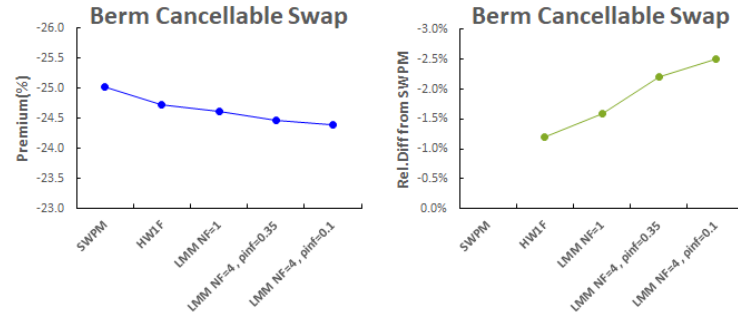 Berm Cancellable Swap
Premium(%)
-26.0
-25.5
-25.0
-24.5
-24.0
-23.5
-23.0
SWPM
HW1F
LMM NF=1
LMM NF=4 , pinf=0.35
LMM NF=4 , pinf=0.1
Berm Cancellable Swap
Rel.Diff from SWPM
-3.0%
-2.5%
-2.0%
-1.5%
-1.0%
-0.5%
0.0%
SWPM
HW1F
LMM NF=1
LMM NF=4 , pinf=0.35
LMM NF=4 , pinf=0.1